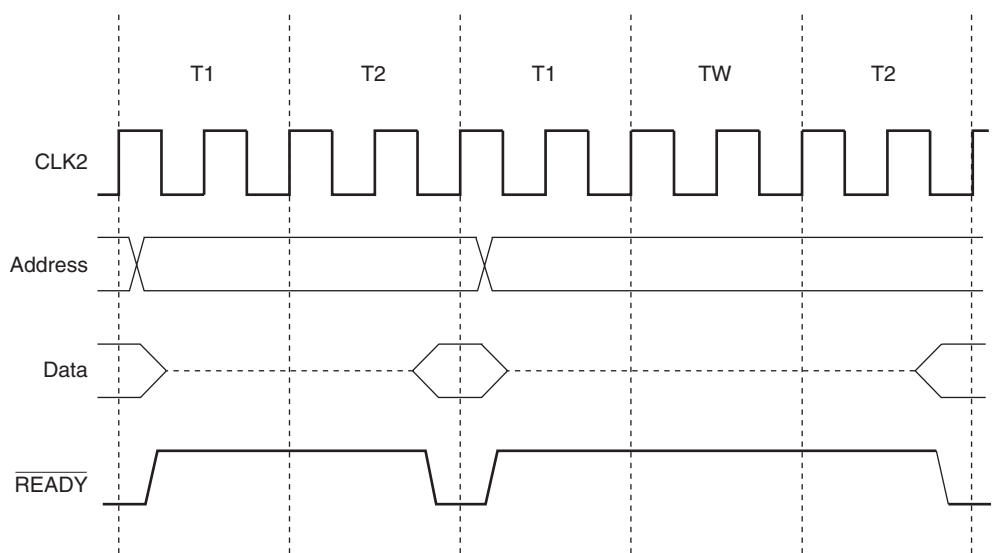 T1 T2 T1 TW T2
CLK2
Address
Data
READY